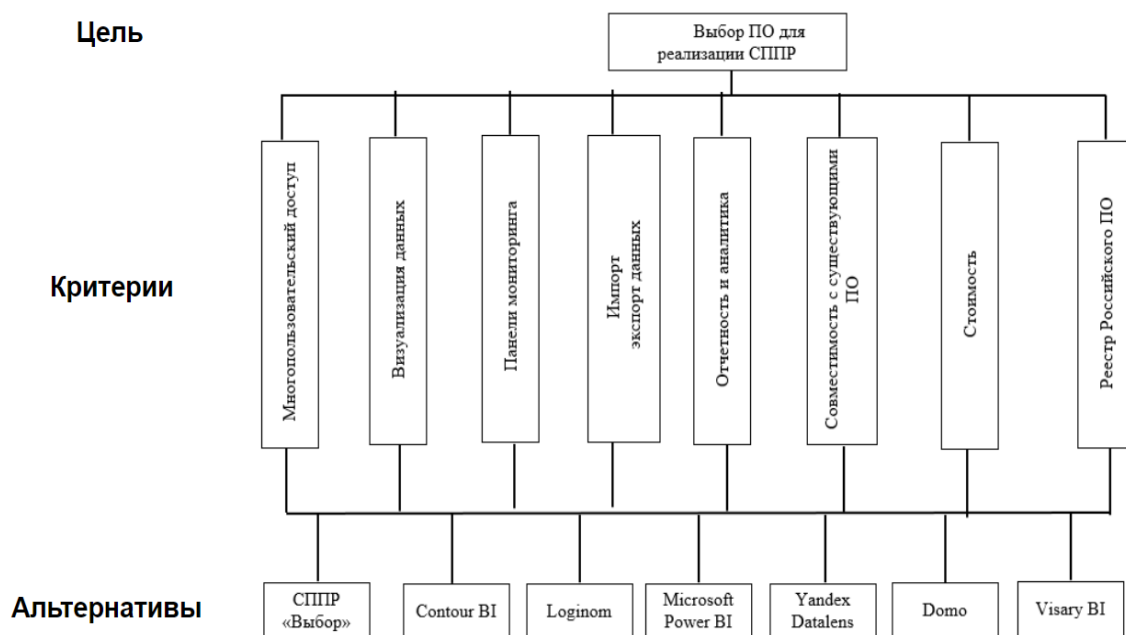 Цель
Выбор ПО для
реализации СППР
Критерии
Многопользовательский доступ
Визуализация данных
Панели мониторинга
Импорт
экспорт данных
Отчетность и аналитика
Совместимость с существующими
ПО
Стоимость
Реестр Российского ПО
Альтернативы
СППР
«Выбор»
Contour BI
Loginom
Microsoft
Power BI
Yandex
Datalens
Domo
Visary BI